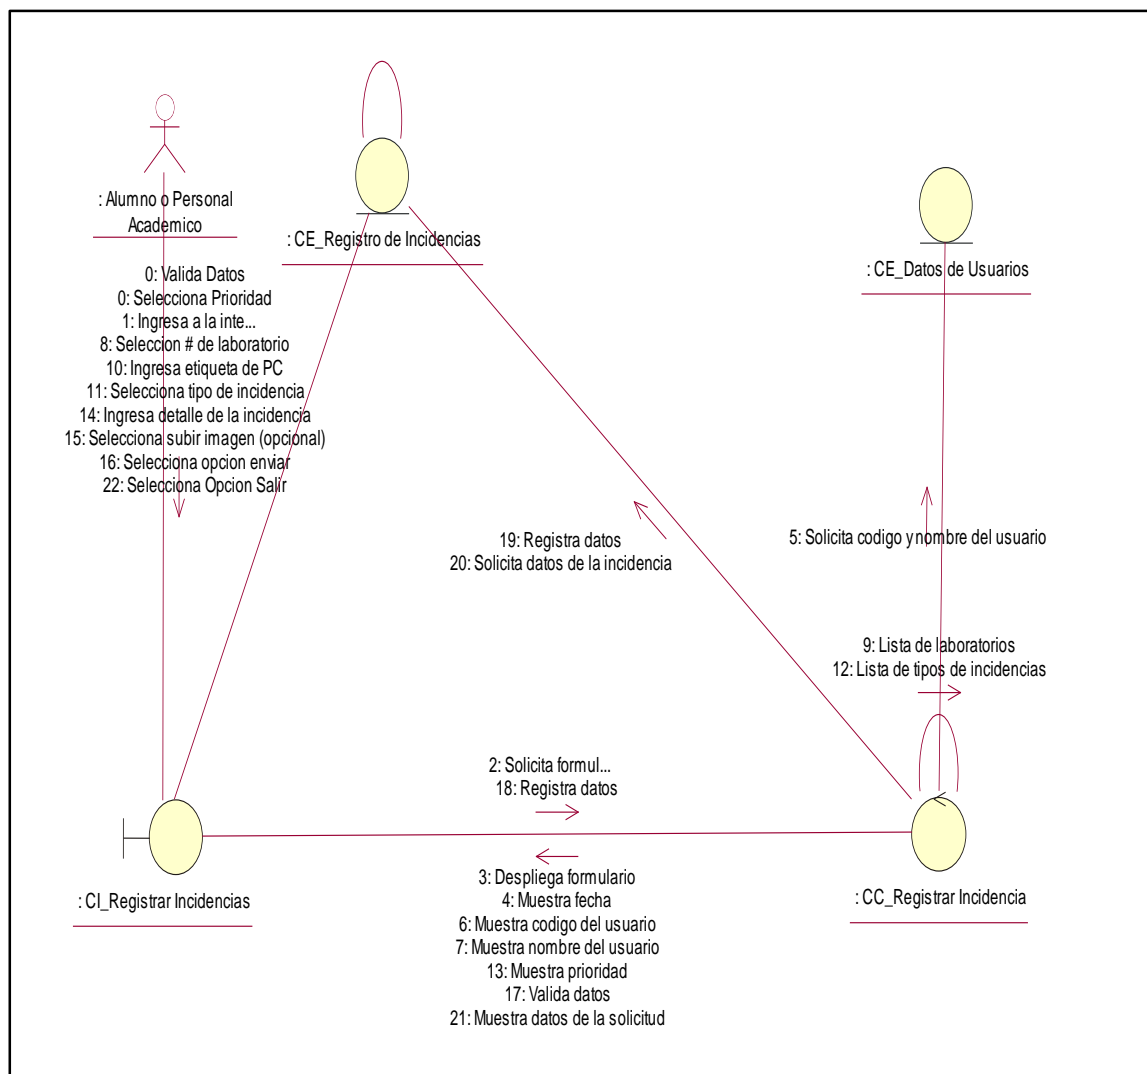 : Alumno o Personal
Academico
: CE_Registro de Incidencias
: CE_Datos de Usuarios
0: Valida Datos
0: Selecciona Prioridad
1: Ingresa a la inte...
8: Seleccion # de laboratorio
10: Ingresa etiqueta de PC
11: Selecciona tipo de incidencia
14: Ingresa detalle de la incidencia
15: Selecciona subir imagen (opcional)
16: Selecciona opcion enviar
22: Selecciona Opcion Salir
19: Registra datos
20: Solicita datos de la incidencia
5: Solicita codigo y nombre del usuario
9: Lista de laboratorios
12: Lista de tipos de incidencias
2: Solicita formul...
18: Registra datos
3: Despliega formulario
4: Muestra fecha
6: Muestra codigo del usuario
7: Muestra nombre del usuario
13: Muestra prioridad
17: Valida datos
21: Muestra datos de la solicitud
: CI_Registrar Incidencias
: CC_Registrar Incidencia